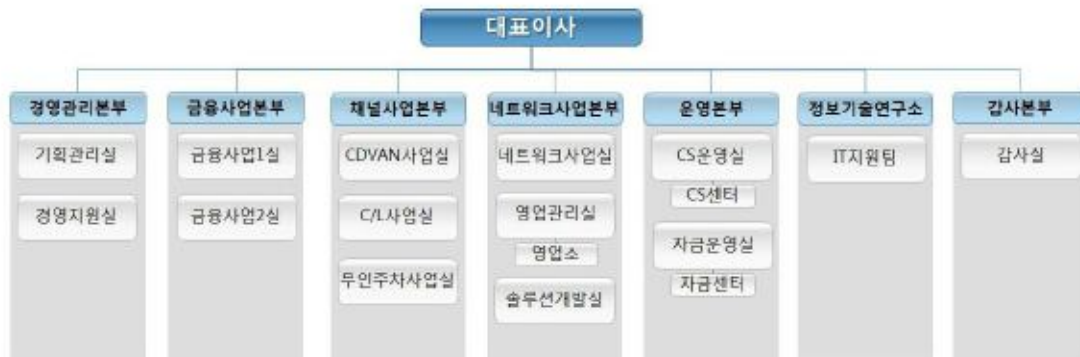 대표이사
경영관리본부
기획관리실
경영지원실
금융사업본부
금융사업1실
금융사업2실
채널사업본부
CDVAN사업실
C/L사업실
무인주차사업실
네트워크사업본부
네트워크사업실
영업관리실
영업소
솔루션개발실
운영본부
CS운영실
CS센터
자금운영실
자금센터
정보기술연구소
IT지원팀
감사본부
감사실